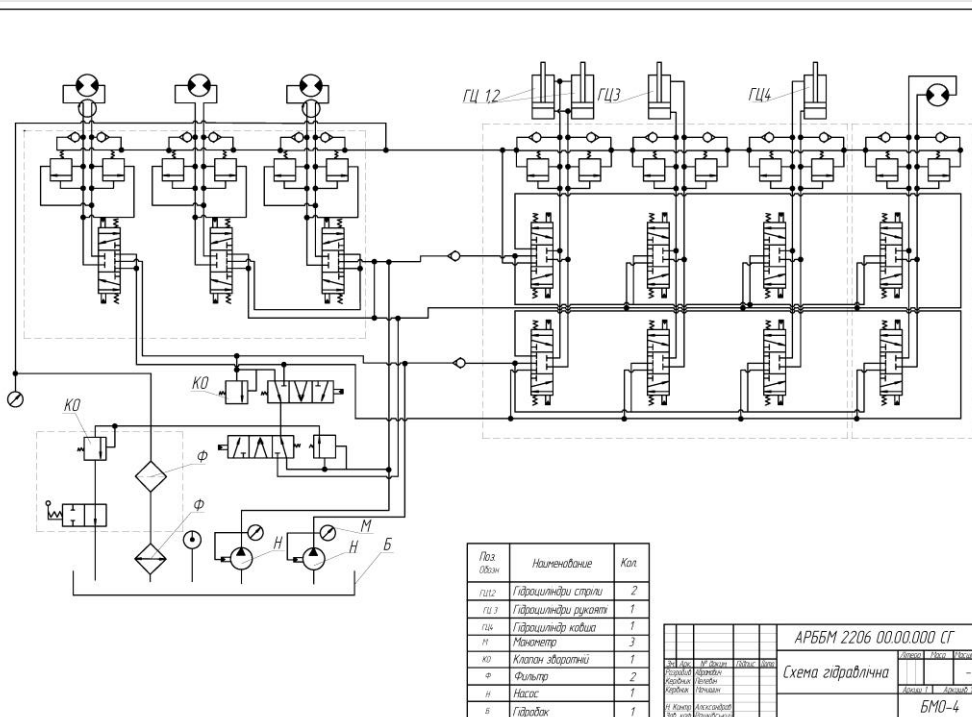 ГЦ 1,2
ГЦ3
ГЦ4
КО
КО
Ф
Ф
М
Н
Н
Б
Поз. Обозн Наименование Кол.
ГЦ1,2 Гідроциліндри стріли 2
ГЦ 3 Гідроциліндри рукояті 1
ГЦ4 Гідроциліндр ковша 1
М Манометр 3
КО Клапан зворотній 1
Ф Фильтр 2
Н Насос 1
Б Гідробак 1
АРББМ 2206 00.00.000 СГ
Схема гідравлічна
БМО-4